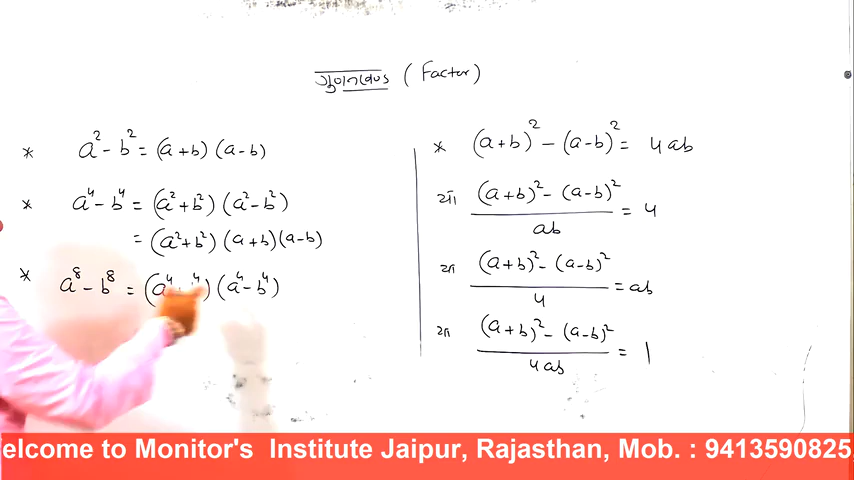 गुणनखण्ड (Factor)
* a² - b² = (a + b) (a - b)
* a⁴ - b⁴ = (a² + b²) (a² - b²)
= (a² + b²) (a + b) (a - b)
* a⁸ - b⁸ = (a⁴ b⁴) (a⁴ - b⁴)
* (a+b)² - (a-b)² = 4ab
या (a+b)² - (a-b)² / ab = 4
या (a+b)² - (a-b)² / 4 = ab
या (a+b)² - (a-b)² / 4ab = 1
elcome to Monitor's Institute Jaipur, Rajasthan, Mob. : 9413590825,